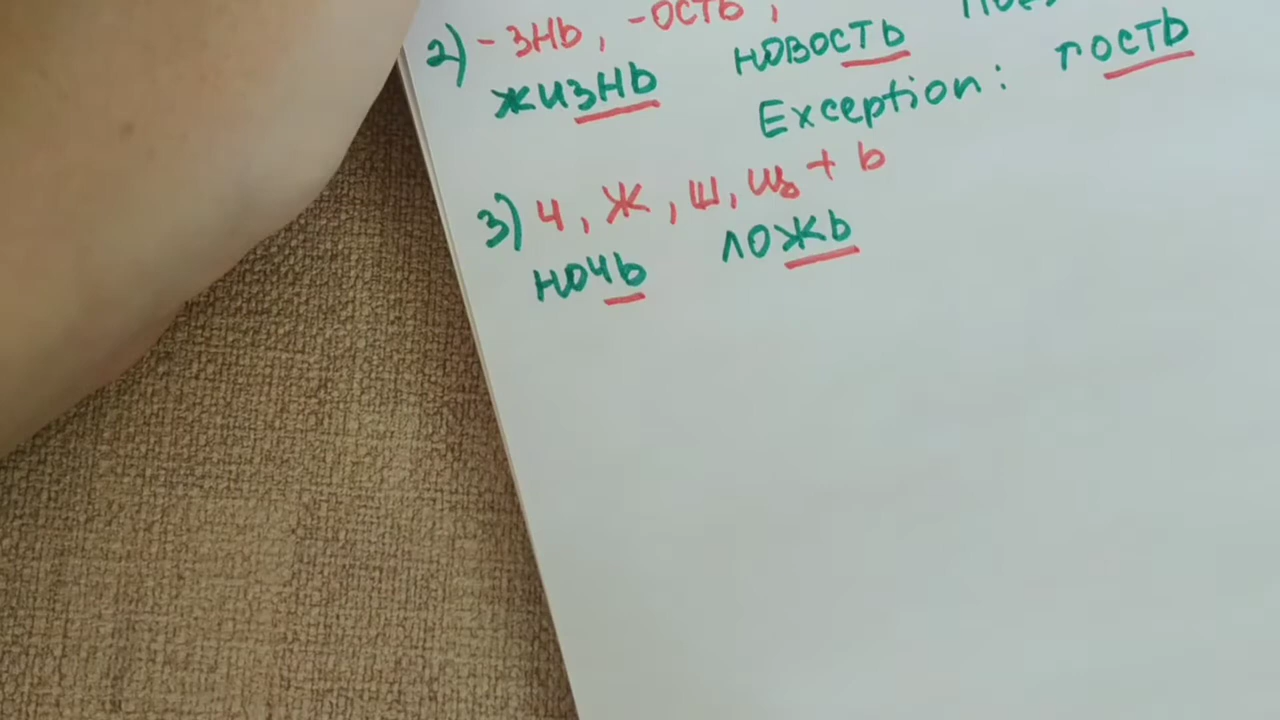 2) -знь, -ость,
жизнь новость
Exception: гость
3) ч, ж, ш, щ + ь
ночь ложь